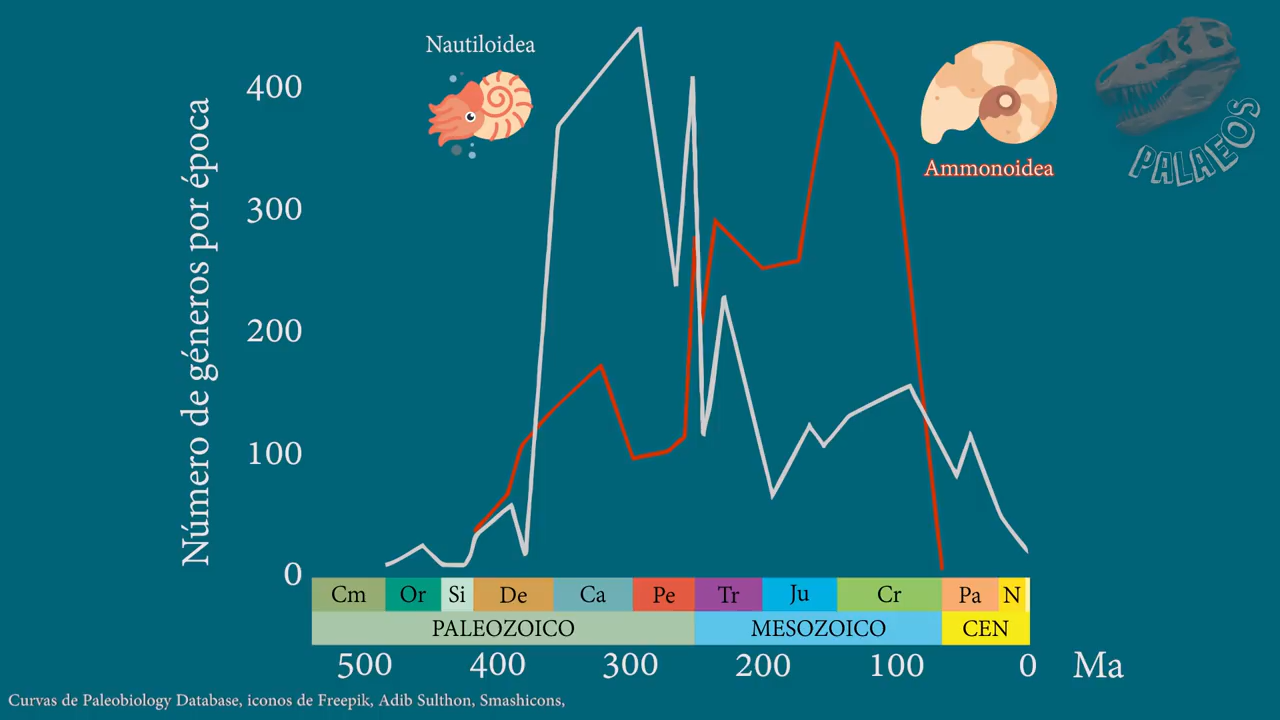 Nautiloidea
Ammonoidea
PALAEOS
Número de géneros por época
400
300
200
100
0
Cm Or Si De Ca Pe Tr Ju Cr Pa N
PALEOZOICO MESOZOICO CEN
500 400 300 200 100 0 Ma
Curvas de Paleobiology Database, iconos de Freepik, Adib Sulthon, Smashicons,